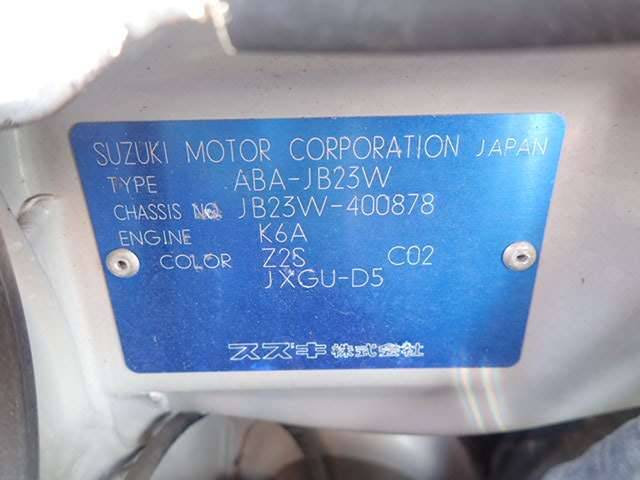 SUZUKI MOTOR CORPORATION JAPAN
TYPE ABA-JB23W
CHASSIS NO. JB23W-400878
ENGINE K6A
COLOR Z2S C02
JXGU-D5
スズキ株式会社